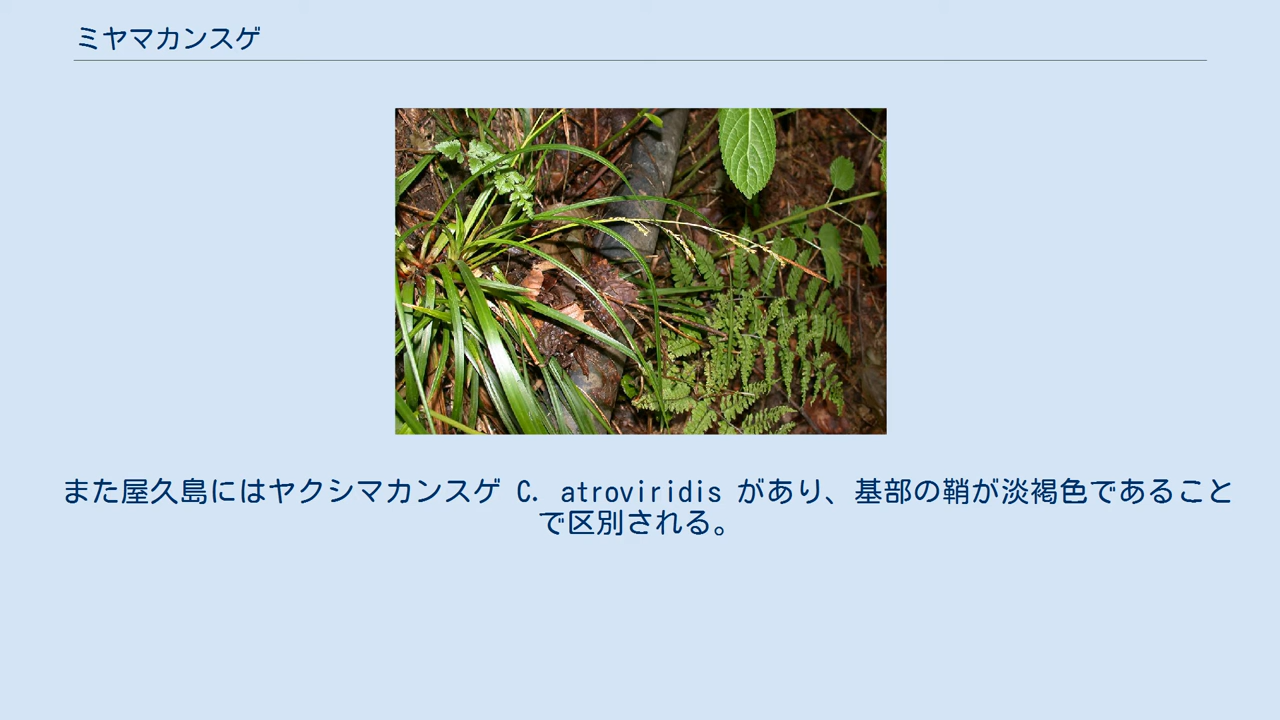 ミヤマカンスゲ
また屋久島にはヤクシマカンスゲ C. atroviridis があり、基部の鞘が淡褐色であること
で区別される。